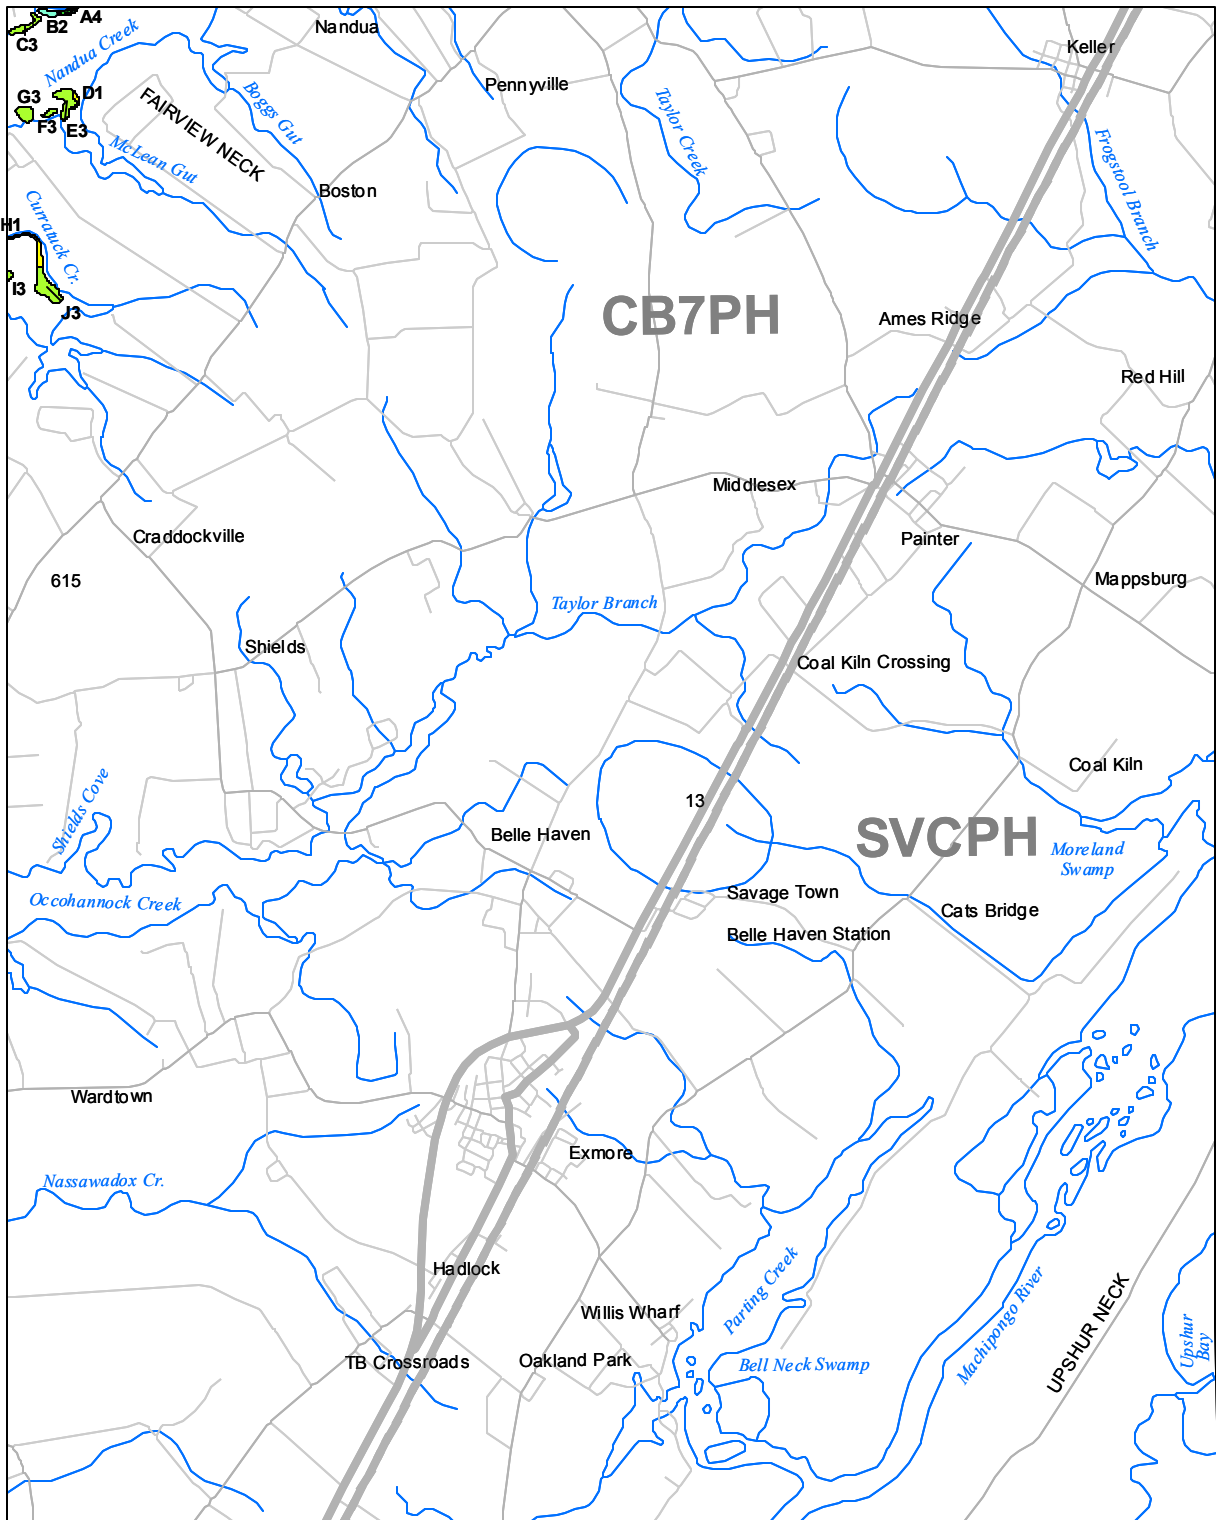 A4
B2
C3
Nandua
Keller
Nandua Creek
Pennyville
G3
D1
F3
E3
FAIRVIEW NECK
Boggs Gut
Taylor Creek
McLean Gut
Frogstool Branch
Boston
Curratuck Cr.
H1
I3
J3
CB7PH
Ames Ridge
Red Hill
Middlesex
Craddockville
Painter
615
Mappsburg
Taylor Branch
Shields
Coal Kiln Crossing
Coal Kiln
Shields Cove
13
Belle Haven
SVCPH
Moreland
Swamp
Savage Town
Occohannock Creek
Cats Bridge
Belle Haven Station
Wardtown
Exmore
Nassawadox Cr.
Hadlock
Parting Creek
Willis Wharf
Machipongo River
UPSHUR NECK
Upshur
Bay
TB Crossroads
Oakland Park
Bell Neck Swamp